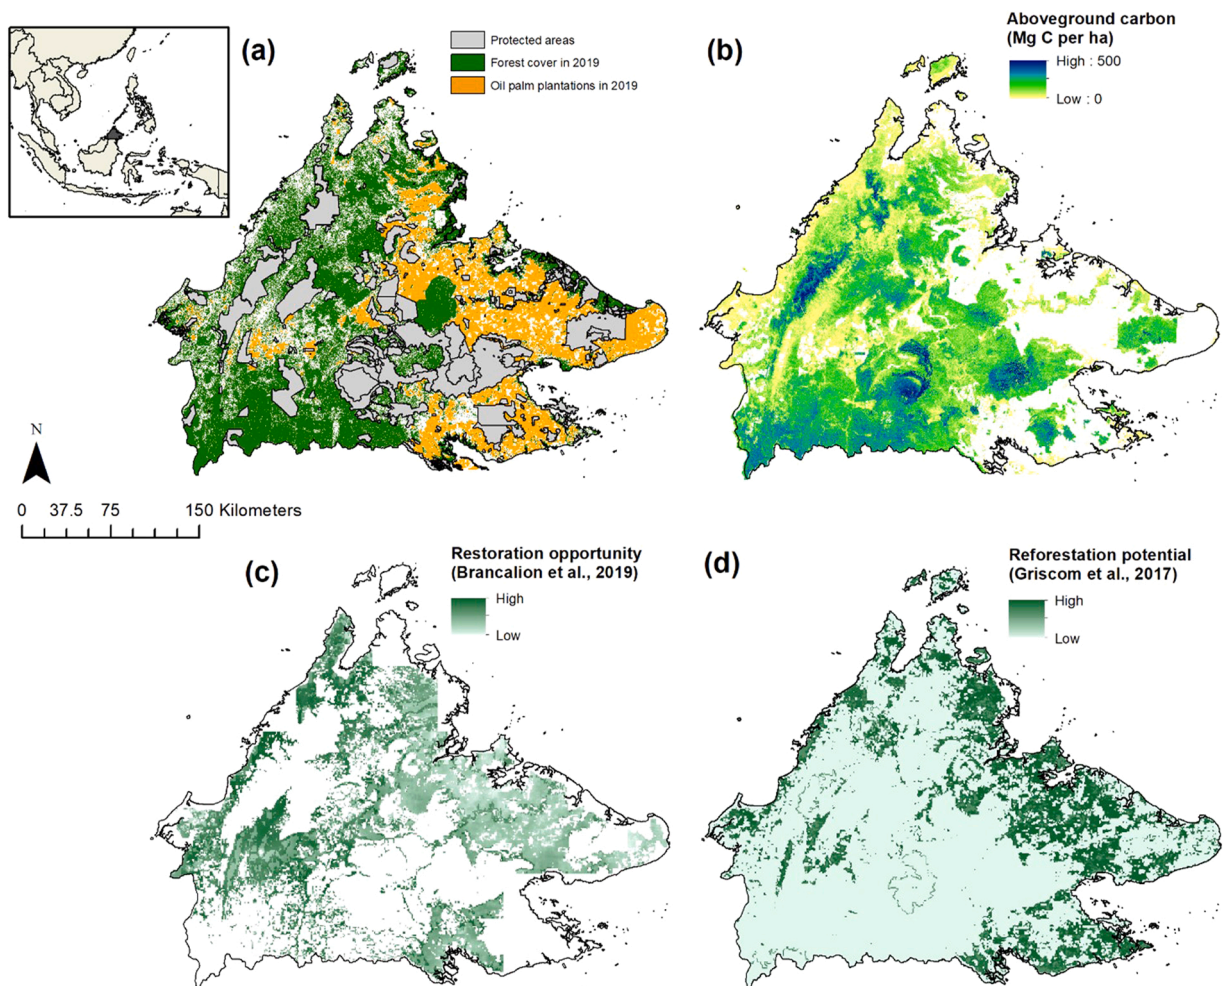 (a)
Protected areas
Forest cover in 2019
Oil palm plantations in 2019
(b)
Aboveground carbon
(Mg C per ha)
High : 500
Low : 0
N
0 37.5 75 150 Kilometers
(c)
Restoration opportunity
(Brancalion et al., 2019)
High
Low
(d)
Reforestation potential
(Griscom et al., 2017)
High
Low